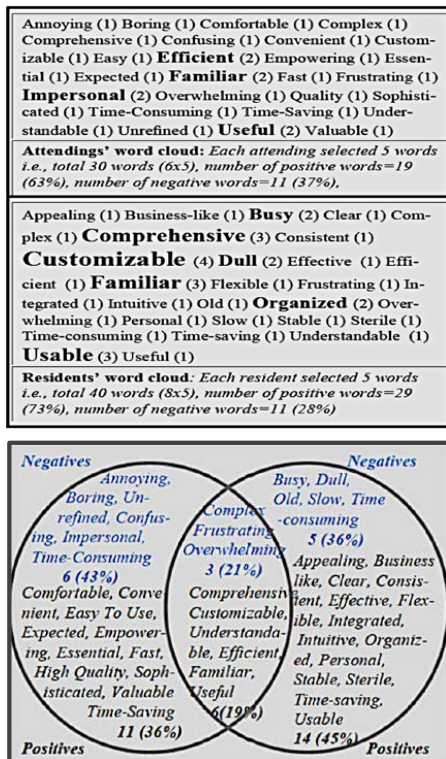 Annoying (1) Boring (1) Comfortable (1) Complex (1)
Comprehensive (1) Confusing (1) Convenient (1) Custom-
izable (1) Easy (1) Efficient (2) Empowering (1) Essen-
tial (1) Expected (1) Familiar (2) Fast (1) Frustrating (1)
Impersonal (2) Overwhelming (1) Quality (1) Sophisti-
cated (1) Time-Consuming (1) Time-Saving (1) Under-
standable (1) Unrefined (1) Useful (2) Valuable (1)
Attendings' word cloud: Each attending selected 5 words
i.e., total 30 words (6x5), number of positive words=19
(63%), number of negative words=11 (37%),
Appealing (1) Business-like (1) Busy (2) Clear (1) Com-
plex (1) Comprehensive (3) Consistent (1)
Customizable (4) Dull (2) Effective (1) Effi-
cient (1) Familiar (3) Flexible (1) Frustrating (1) In-
tegrated (1) Intuitive (1) Old (1) Organized (2) Over-
whelming (1) Personal (1) Slow (1) Stable (1) Sterile (1)
Time-consuming (1) Time-saving (1) Understandable (1)
Usable (3) Useful (1)
Residents' word cloud: Each resident selected 5 words
i.e., total 40 words (8x5), number of positive words=29
(73%), number of negative words=11 (28%)
Negatives
Annoying,
Boring, Un-
refined, Confus-
ing, Impersonal,
Time-Consuming
6 (43%)
Comfortable, Conve
nient, Easy To Use,
Expected, Empower-
ing, Essential, Fast,
High Quality, Soph-
isticated, Valuable
Time-Saving
11 (36%)
Positives
Complex
Frustrating
Overwhelming
3 (21%)
Comprehensive
Customizable,
Understanda-
ble, Efficient,
Familiar,
Useful
6(19%)
Negatives
Busy, Dull,
Old, Slow, Time
-consuming
5 (36%)
Appealing, Business
like, Clear, Consis-
tent, Effective, Flex-
ible, Integrated,
Intuitive, Organiz-
ed, Personal,
Stable, Sterile,
Time-saving,
Usable
14 (45%)
Positives